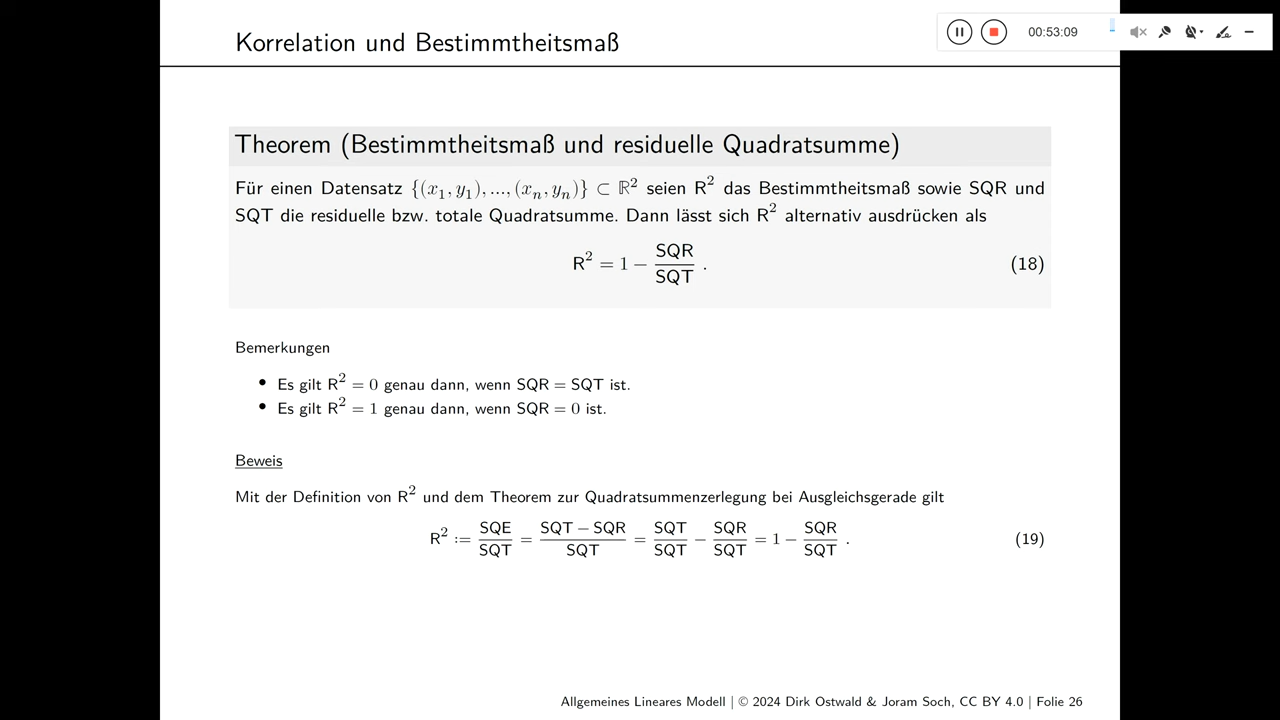 Korrelation und Bestimmtheitsmaß
00:53:09
Theorem (Bestimmtheitsmaß und residuelle Quadratsumme)
Für einen Datensatz {(x₁, y₁), ..., (xₙ, yₙ)} ⊂ ℝ² seien R² das Bestimmtheitsmaß sowie SQR und
SQT die residuelle bzw. totale Quadratsumme. Dann lässt sich R² alternativ ausdrücken als
R² = 1 − SQR/SQT . (18)
Bemerkungen
• Es gilt R² = 0 genau dann, wenn SQR = SQT ist.
• Es gilt R² = 1 genau dann, wenn SQR = 0 ist.
Beweis
Mit der Definition von R² und dem Theorem zur Quadratsummenzerlegung bei Ausgleichsgerade gilt
R² := SQE/SQT = (SQT − SQR)/SQT = SQT/SQT − SQR/SQT = 1 − SQR/SQT . (19)
Allgemeines Lineares Modell | © 2024 Dirk Ostwald & Joram Soch, CC BY 4.0 | Folie 26